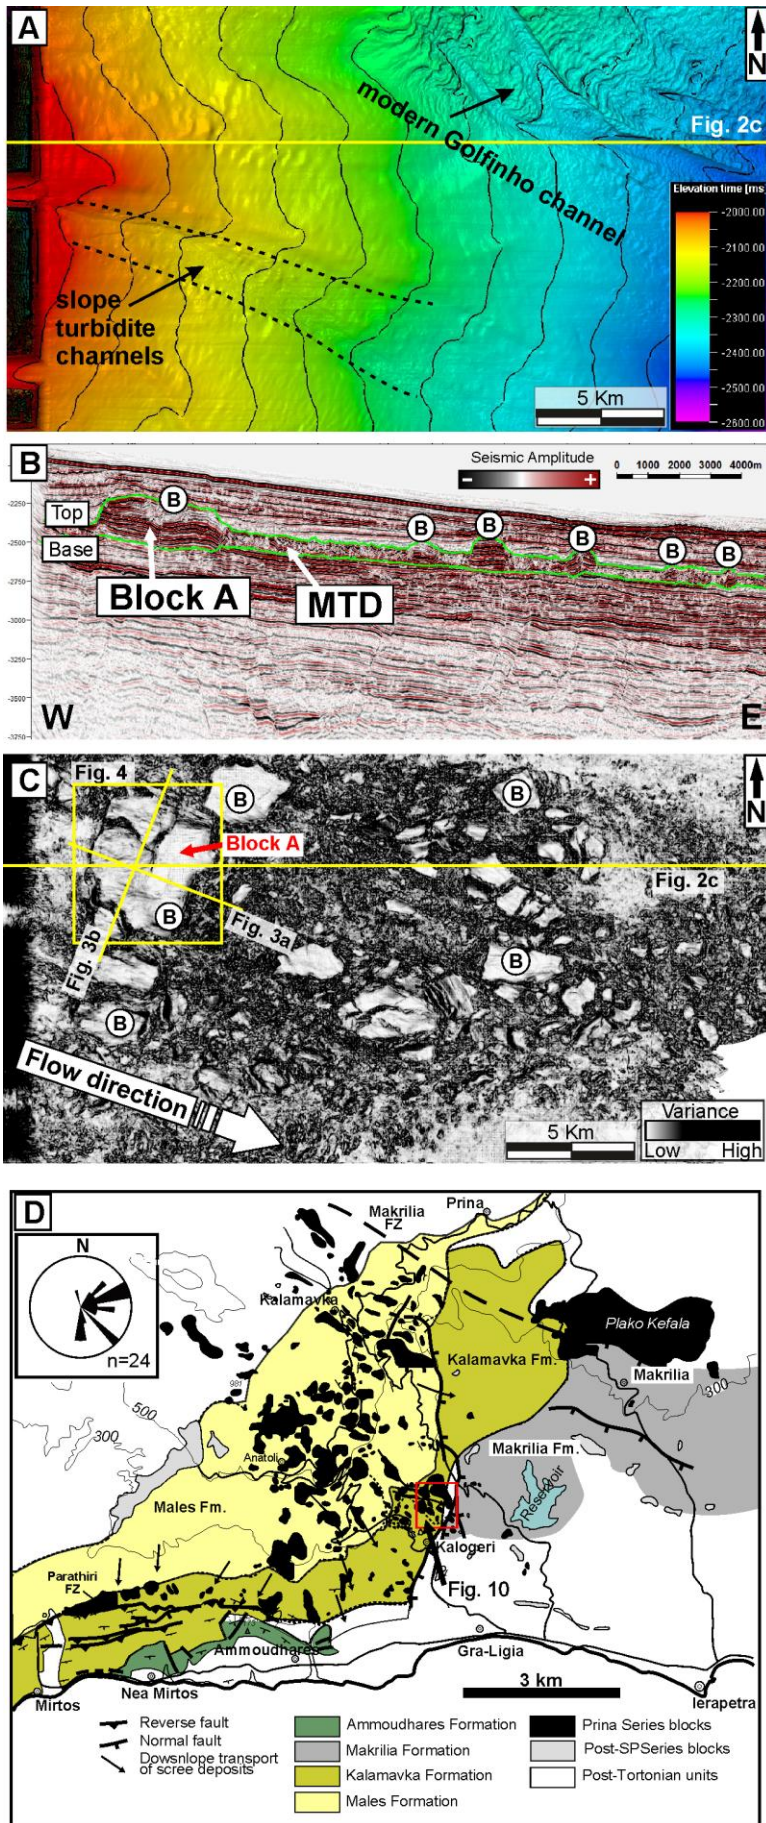 A
N
modern Golfinho channel
Fig. 2c
slope
turbidite
channels
Elevation time [ms]
-2000.00
-2100.00
-2200.00
-2300.00
-2400.00
-2500.00
-2600.00
5 Km
B
Seismic Amplitude
- +
0 1000 2000 3000 4000m
-2250
-2500
-2750
-3000
-3250
-3500
-3750
Top
Base
B
B
B
B
B
B
Block A
MTD
W
E
C
N
Fig. 4
B
B
Block A
Fig. 2c
B
Fig. 3a
Fig. 3b
B
B
Flow direction
5 Km
Variance
Low High
D
N
n=24
Makrilia
FZ
Prina
Kalamavka
Plako Kefala
Kalamavka Fm.
Makrilia
300
981
500
300
Anatoli
Makrilia Fm.
Reservoir
Males Fm.
Kalogeri
Parathiri
FZ
Fig. 10
Ammoudhares
Gra-Ligia
Mirtos
Nea Mirtos
3 km
Ierapetra
Reverse fault
Normal fault
Downslope transport
of scree deposits
Ammoudhares Formation
Makrilia Formation
Kalamavka Formation
Males Formation
Prina Series blocks
Post-SPSeries blocks
Post-Tortonian units